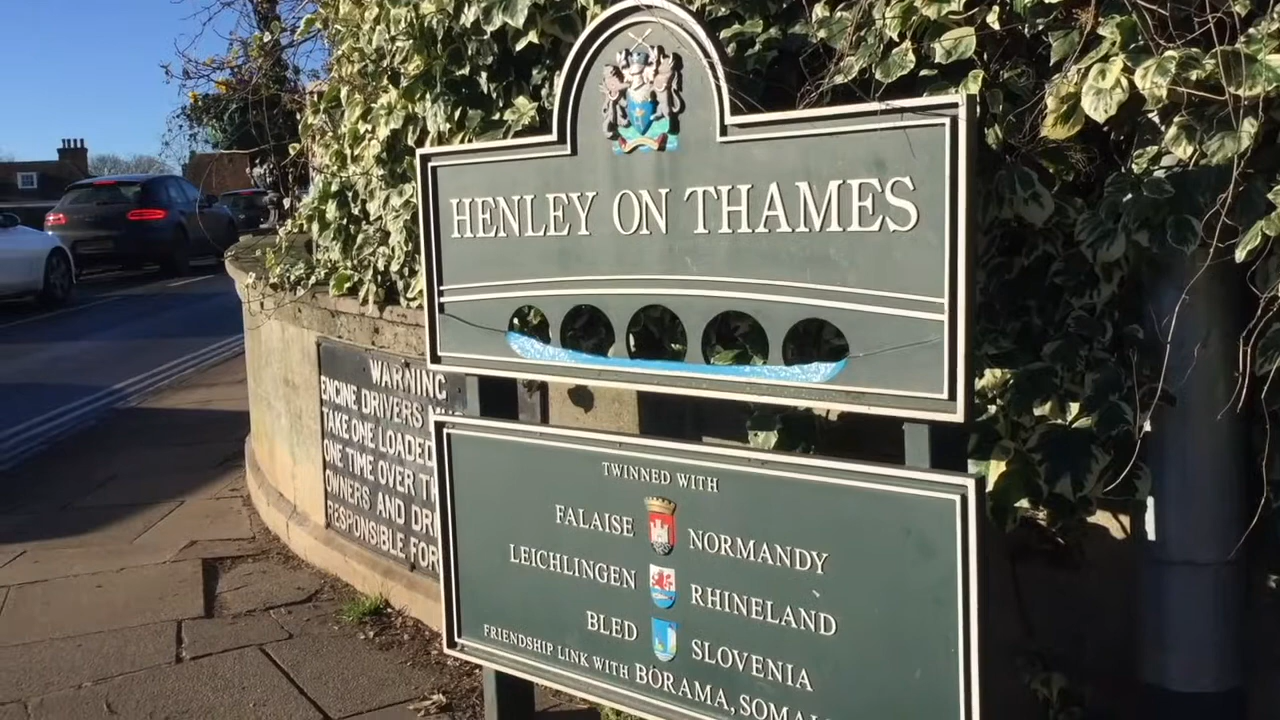 HENLEY ON THAMES
TWINNED WITH
FALAISE NORMANDY
LEICHLINGEN RHINELAND
BLED SLOVENIA
FRIENDSHIP LINK WITH BORAMA,
WARNING
ENGINE DRIVERS
TAKE ONE LOADED
ONE TIME OVER
OWNERS AND
RESPONSIBLE FOR